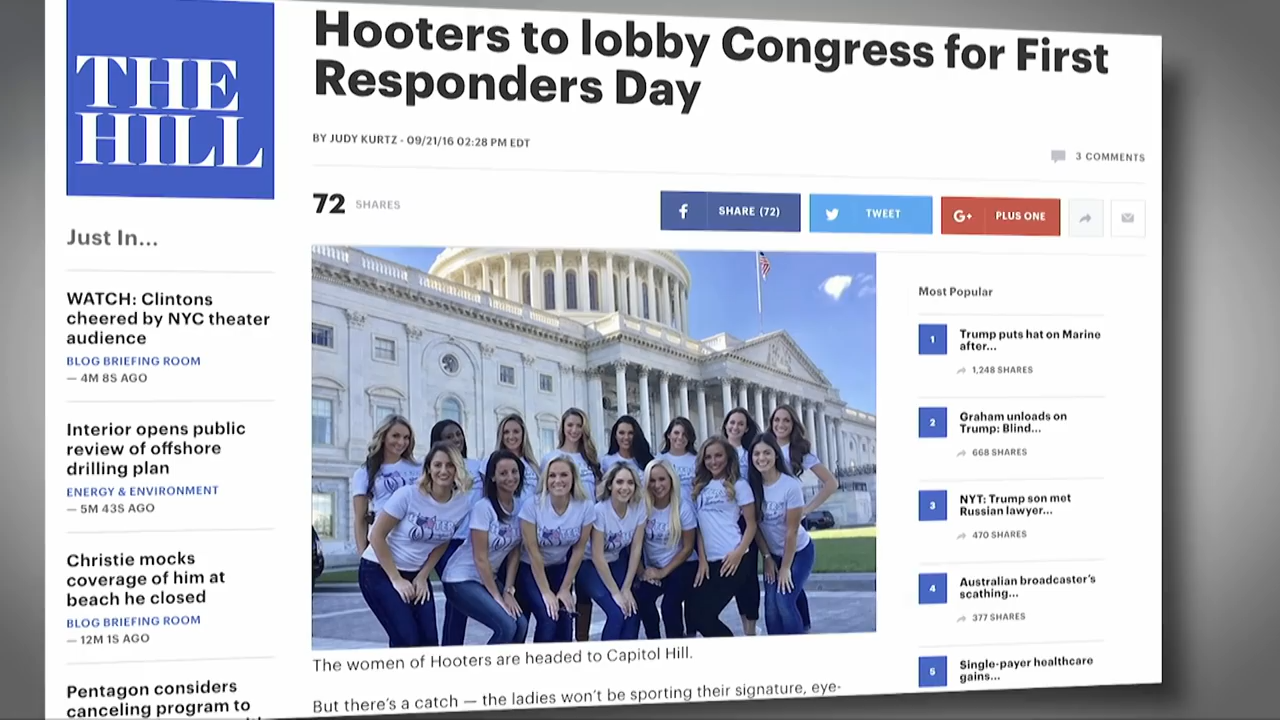 THE
HILL
Hooters to lobby Congress for First
Responders Day
BY JUDY KURTZ - 09/21/16 02:28 PM EDT
3 COMMENTS
72 SHARES
SHARE (72)
TWEET
G+ PLUS ONE
Just In...
WATCH: Clintons
cheered by NYC theater
audience
BLOG BRIEFING ROOM
— 4M 8S AGO
Interior opens public
review of offshore
drilling plan
ENERGY & ENVIRONMENT
— 5M 43S AGO
Christie mocks
coverage of him at
beach he closed
BLOG BRIEFING ROOM
— 12M 1S AGO
Pentagon considers
canceling program to
The women of Hooters are headed to Capitol Hill.
But there's a catch — the ladies won't be sporting their signature, eye-
Most Popular
1
Trump puts hat on Marine
after...
1,248 SHARES
2
Graham unloads on
Trump: Blind...
668 SHARES
3
NYT: Trump son met
Russian lawyer...
470 SHARES
4
Australian broadcaster's
scathing...
377 SHARES
5
Single-payer healthcare
gains...